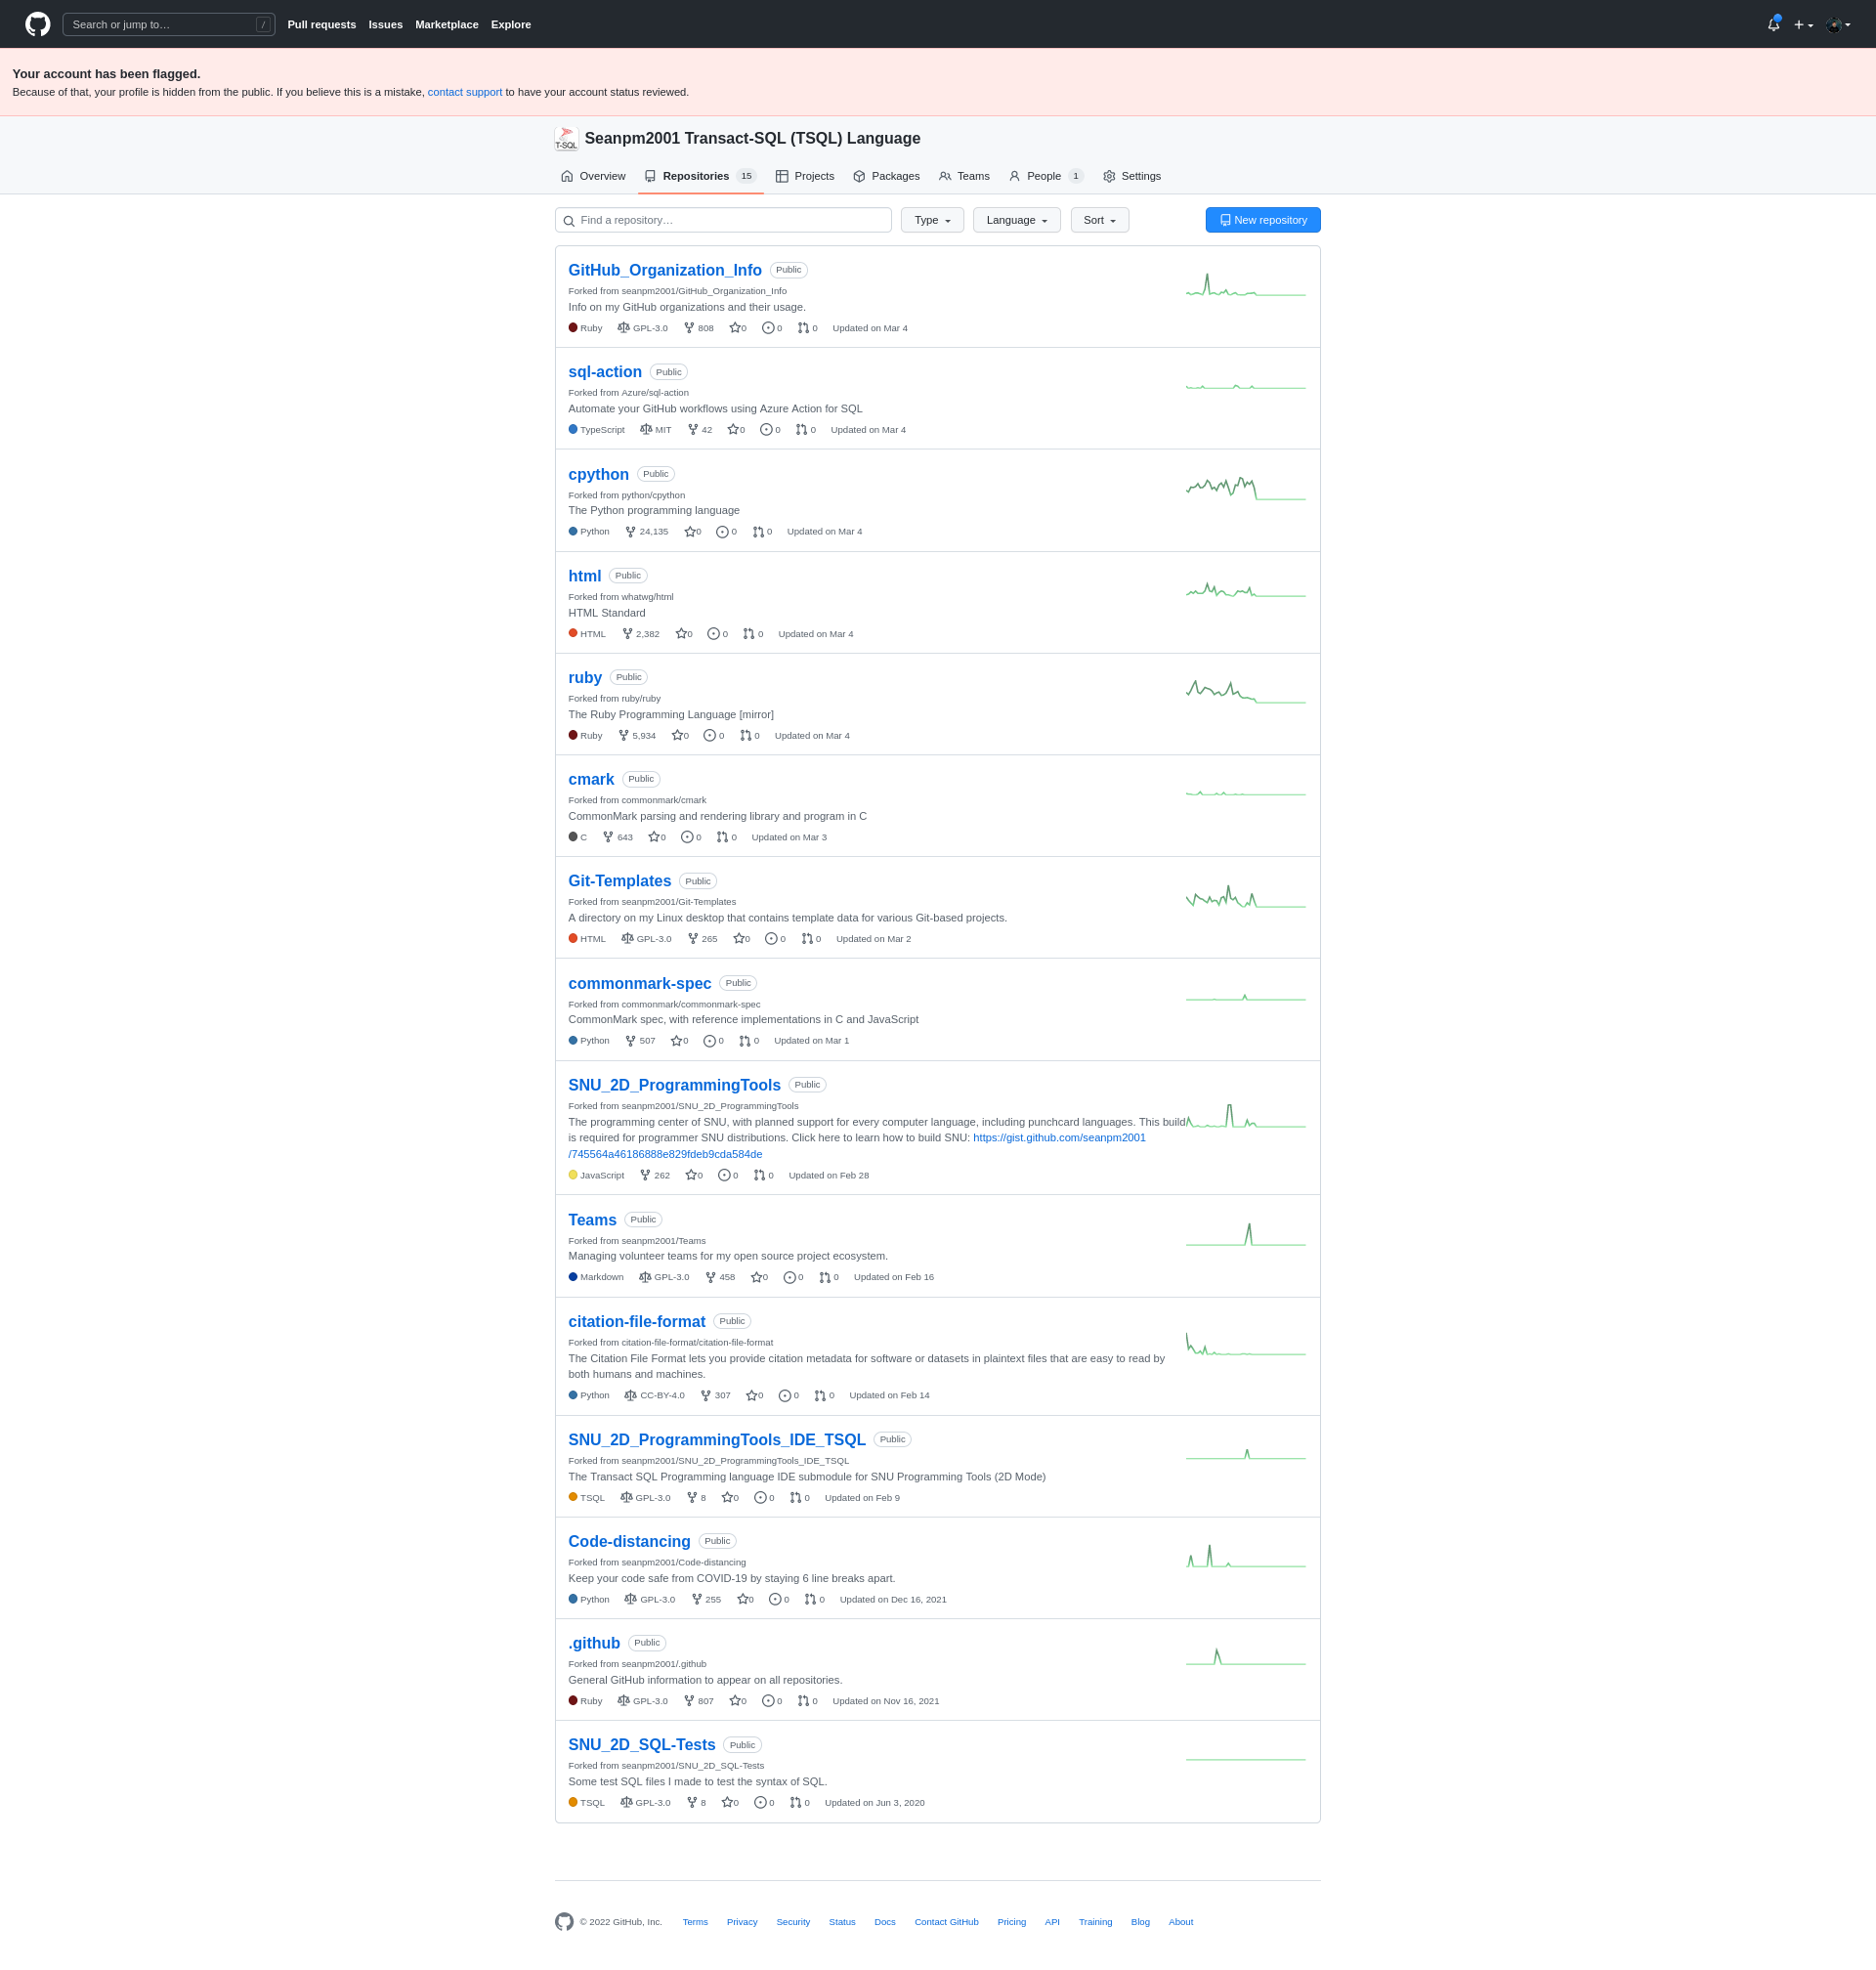 Search or jump to… /
Pull requests Issues Marketplace Explore
Your account has been flagged.
Because of that, your profile is hidden from the public. If you believe this is a mistake, contact support to have your account status reviewed.
T-SQL
Seanpm2001 Transact-SQL (TSQL) Language
Overview Repositories 15 Projects Packages Teams People 1 Settings
Find a repository… Type Language Sort New repository
GitHub_Organization_Info Public
Forked from seanpm2001/GitHub_Organization_Info
Info on my GitHub organizations and their usage.
Ruby GPL-3.0 808 0 0 0 Updated on Mar 4
sql-action Public
Forked from Azure/sql-action
Automate your GitHub workflows using Azure Action for SQL
TypeScript MIT 42 0 0 0 Updated on Mar 4
cpython Public
Forked from python/cpython
The Python programming language
Python 24,135 0 0 0 Updated on Mar 4
html Public
Forked from whatwg/html
HTML Standard
HTML 2,382 0 0 0 Updated on Mar 4
ruby Public
Forked from ruby/ruby
The Ruby Programming Language [mirror]
Ruby 5,934 0 0 0 Updated on Mar 4
cmark Public
Forked from commonmark/cmark
CommonMark parsing and rendering library and program in C
C 643 0 0 0 Updated on Mar 3
Git-Templates Public
Forked from seanpm2001/Git-Templates
A directory on my Linux desktop that contains template data for various Git-based projects.
HTML GPL-3.0 265 0 0 0 Updated on Mar 2
commonmark-spec Public
Forked from commonmark/commonmark-spec
CommonMark spec, with reference implementations in C and JavaScript
Python 507 0 0 0 Updated on Mar 1
SNU_2D_ProgrammingTools Public
Forked from seanpm2001/SNU_2D_ProgrammingTools
The programming center of SNU, with planned support for every computer language, including punchcard languages. This build
is required for programmer SNU distributions. Click here to learn how to build SNU: https://gist.github.com/seanpm2001
/745564a46186888e829fdeb9cda584de
JavaScript 262 0 0 0 Updated on Feb 28
Teams Public
Forked from seanpm2001/Teams
Managing volunteer teams for my open source project ecosystem.
Markdown GPL-3.0 458 0 0 0 Updated on Feb 16
citation-file-format Public
Forked from citation-file-format/citation-file-format
The Citation File Format lets you provide citation metadata for software or datasets in plaintext files that are easy to read by
both humans and machines.
Python CC-BY-4.0 307 0 0 0 Updated on Feb 14
SNU_2D_ProgrammingTools_IDE_TSQL Public
Forked from seanpm2001/SNU_2D_ProgrammingTools_IDE_TSQL
The Transact SQL Programming language IDE submodule for SNU Programming Tools (2D Mode)
TSQL GPL-3.0 8 0 0 0 Updated on Feb 9
Code-distancing Public
Forked from seanpm2001/Code-distancing
Keep your code safe from COVID-19 by staying 6 line breaks apart.
Python GPL-3.0 255 0 0 0 Updated on Dec 16, 2021
.github Public
Forked from seanpm2001/.github
General GitHub information to appear on all repositories.
Ruby GPL-3.0 807 0 0 0 Updated on Nov 16, 2021
SNU_2D_SQL-Tests Public
Forked from seanpm2001/SNU_2D_SQL-Tests
Some test SQL files I made to test the syntax of SQL.
TSQL GPL-3.0 8 0 0 0 Updated on Jun 3, 2020
© 2022 GitHub, Inc. Terms Privacy Security Status Docs Contact GitHub Pricing API Training Blog About